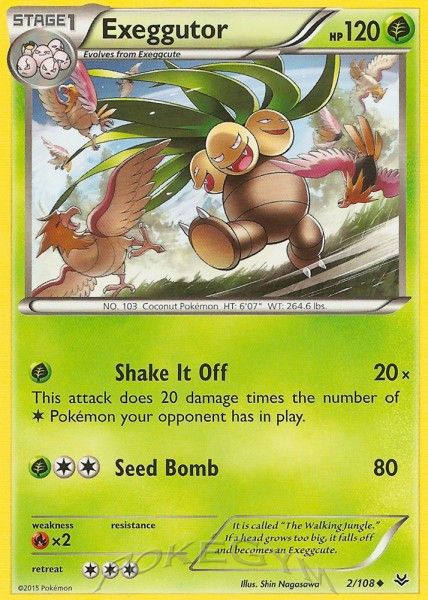 STAGE1
Exeggutor
HP 120
Evolves from Exeggcute
NO. 103 Coconut Pokémon HT: 6'07" WT: 264.6 lbs.
Shake It Off 20×
This attack does 20 damage times the number of
Pokémon your opponent has in play.
Seed Bomb 80
weakness resistance
×2
It is called "The Walking Jungle."
If a head grows too big, it falls off
and becomes an Exeggcute.
retreat
POKEGYM
©2015 Pokémon
Illus. Shin Nagasawa
2/108